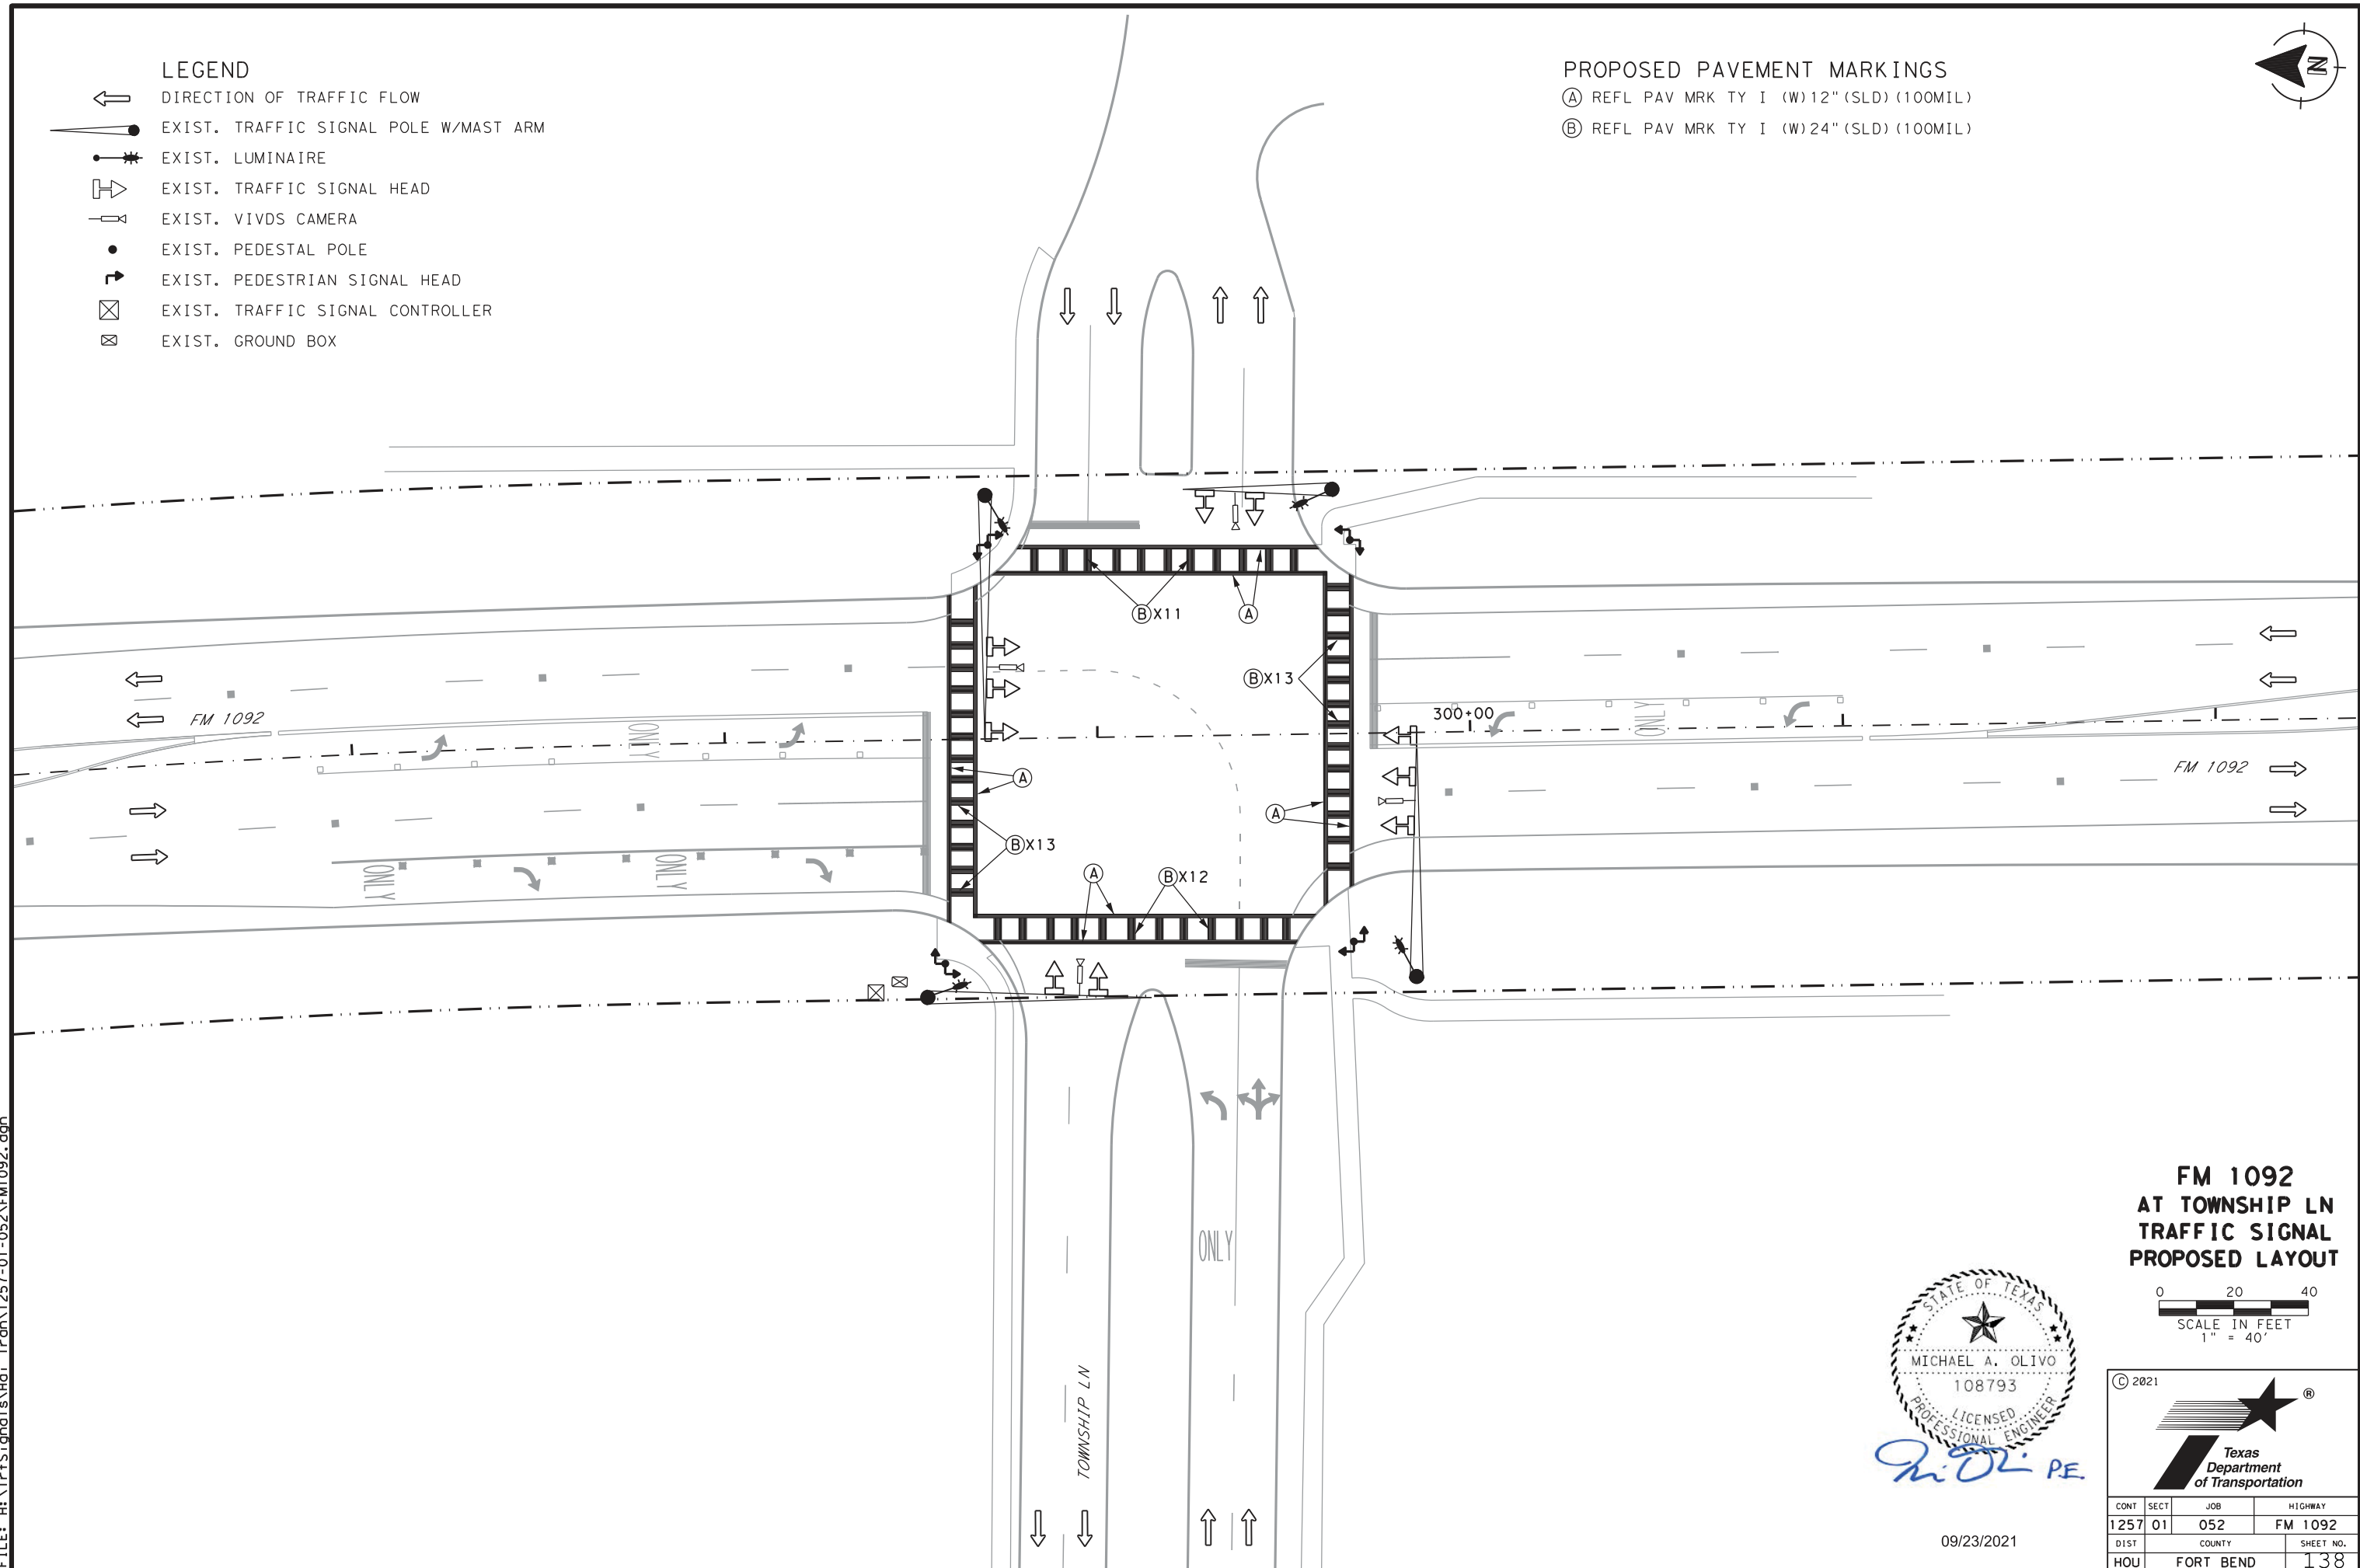 LEGEND
DIRECTION OF TRAFFIC FLOW
EXIST. TRAFFIC SIGNAL POLE W/MAST ARM
EXIST. LUMINAIRE
EXIST. TRAFFIC SIGNAL HEAD
EXIST. VIVDS CAMERA
EXIST. PEDESTAL POLE
EXIST. PEDESTRIAN SIGNAL HEAD
EXIST. TRAFFIC SIGNAL CONTROLLER
EXIST. GROUND BOX
PROPOSED PAVEMENT MARKINGS
A REFL PAV MRK TY I (W)12"(SLD)(100MIL)
B REFL PAV MRK TY I (W)24"(SLD)(100MIL)
N
B X11
A
B X13
300+00
FM 1092
ONLY
ONLY
FM 1092
A
A
B X13
A
B X12
ONLY
ONLY
ONLY
TOWNSHIP LN
FM 1092
AT TOWNSHIP LN
TRAFFIC SIGNAL
PROPOSED LAYOUT
0 20 40
SCALE IN FEET
1" = 40'
STATE OF TEXAS
MICHAEL A. OLIVO
108793
LICENSED
PROFESSIONAL ENGINEER
P.E.
09/23/2021
© 2021
®
Texas
Department
of Transportation
CONT SECT JOB HIGHWAY
1257 01 052 FM 1092
DIST COUNTY SHEET NO.
HOU FORT BEND 138